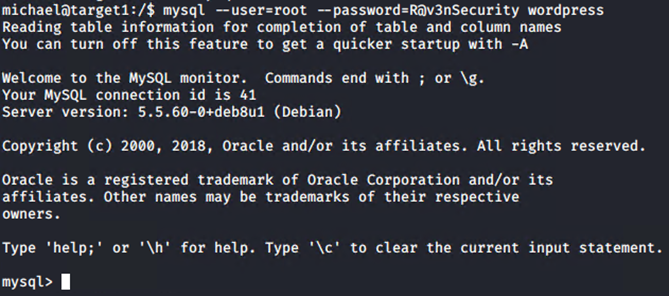 michael@target1:/$ mysql --user=root --password=R@v3nSecurity wordpress
Reading table information for completion of table and column names
You can turn off this feature to get a quicker startup with -A
Welcome to the MySQL monitor.  Commands end with ; or \g.
Your MySQL connection id is 41
Server version: 5.5.60-0+deb8u1 (Debian)
Copyright (c) 2000, 2018, Oracle and/or its affiliates. All rights reserved.
Oracle is a registered trademark of Oracle Corporation and/or its
affiliates. Other names may be trademarks of their respective
owners.
Type 'help;' or '\h' for help. Type '\c' to clear the current input statement.
mysql>